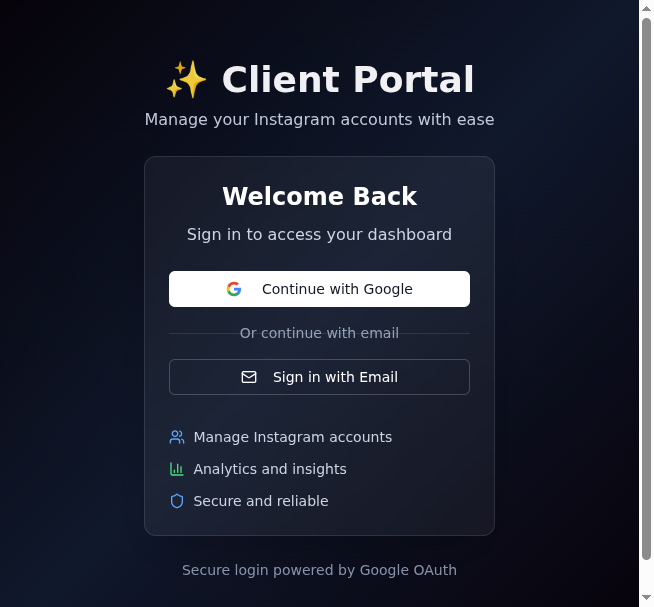 ✨ Client Portal
Manage your Instagram accounts with ease
Welcome Back
Sign in to access your dashboard
Continue with Google
Or continue with email
Sign in with Email
Manage Instagram accounts
Analytics and insights
Secure and reliable
Secure login powered by Google OAuth